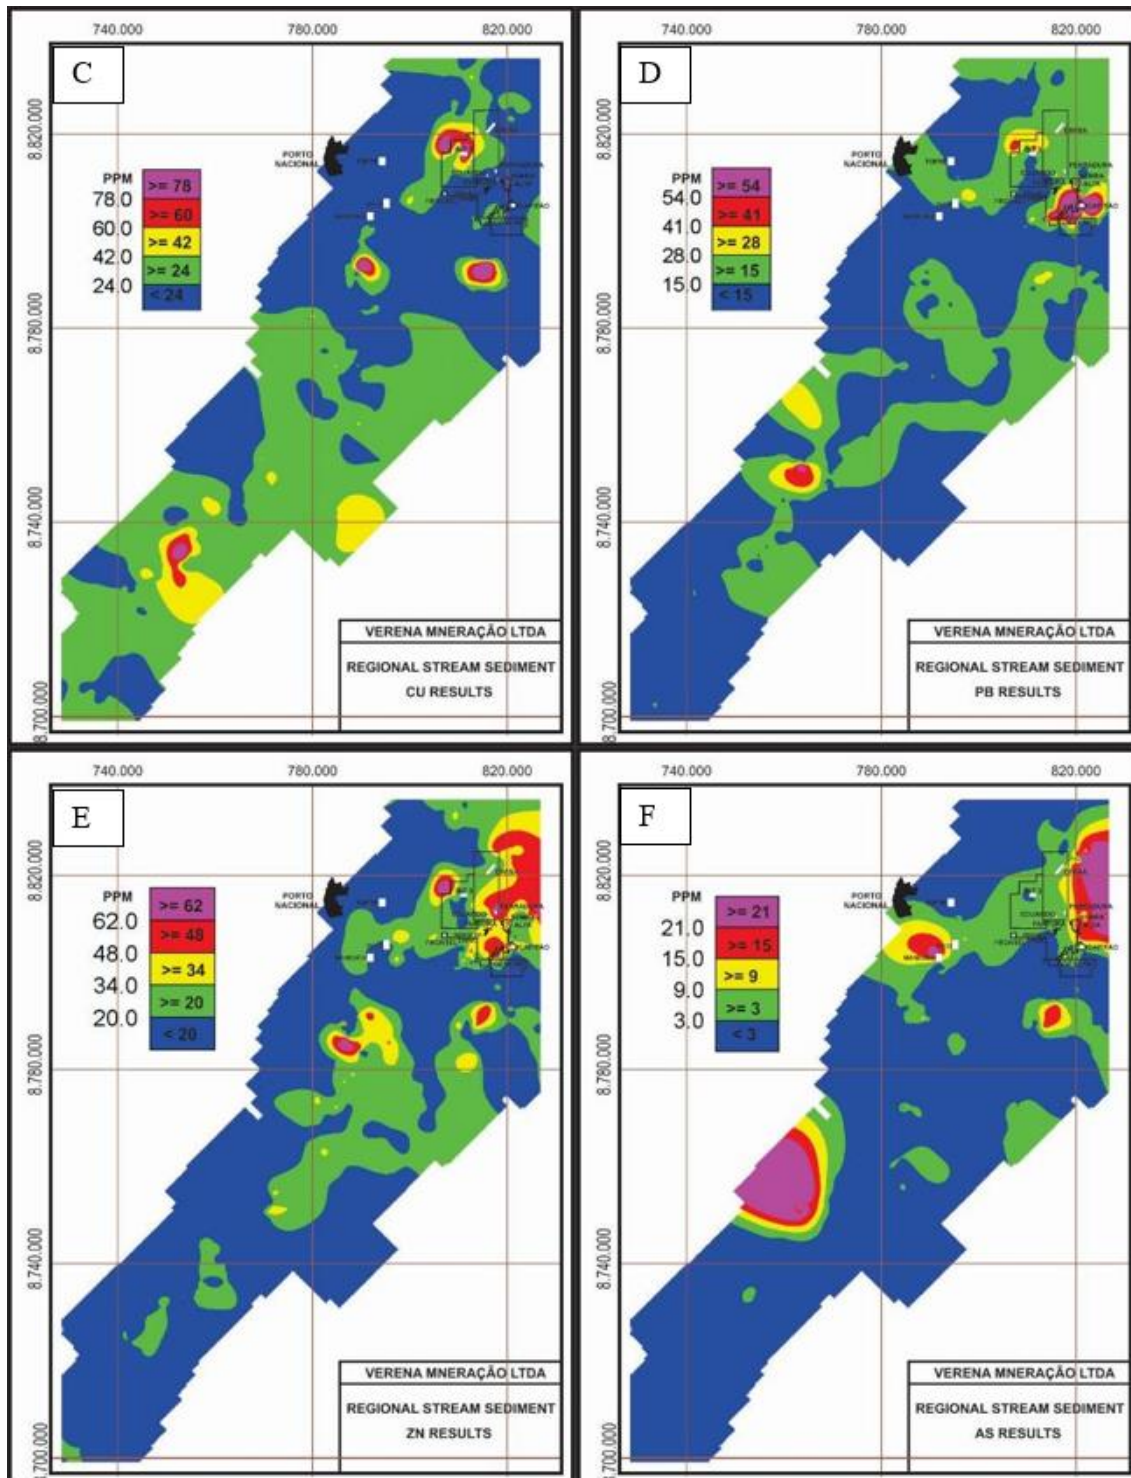 740.000 780.000 820.000
C
8.820.000
PORTO
NACIONAL
PPM
78.0
60.0
42.0
24.0
>= 78
>= 60
>= 42
>= 24
< 24
8.780.000
8.740.000
8.700.000
VERENA MNERAÇÃO LTDA
REGIONAL STREAM SEDIMENT
CU RESULTS
740.000 780.000 820.000
D
8.820.000
PORTO
NACIONAL
PPM
54.0
41.0
28.0
15.0
>= 54
>= 41
>= 28
>= 15
< 15
8.780.000
8.740.000
8.700.000
VERENA MNERAÇÃO LTDA
REGIONAL STREAM SEDIMENT
PB RESULTS
740.000 780.000 820.000
E
8.820.000
PORTO
NACIONAL
PPM
62.0
48.0
34.0
20.0
>= 62
>= 48
>= 34
>= 20
< 20
8.780.000
8.740.000
8.700.000
VERENA MNERAÇÃO LTDA
REGIONAL STREAM SEDIMENT
ZN RESULTS
740.000 780.000 820.000
F
8.820.000
PORTO
NACIONAL
PPM
21.0
15.0
9.0
3.0
>= 21
>= 15
>= 9
>= 3
< 3
8.780.000
8.740.000
8.700.000
VERENA MNERAÇÃO LTDA
REGIONAL STREAM SEDIMENT
AS RESULTS